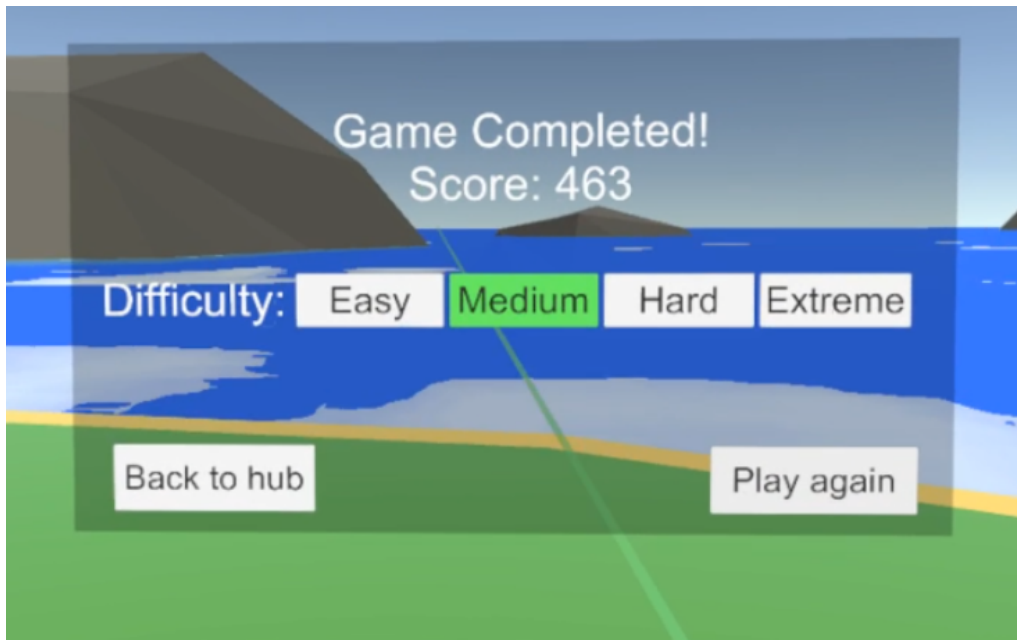 Game Completed!
Score: 463
Difficulty: Easy Medium Hard Extreme
Back to hub Play again